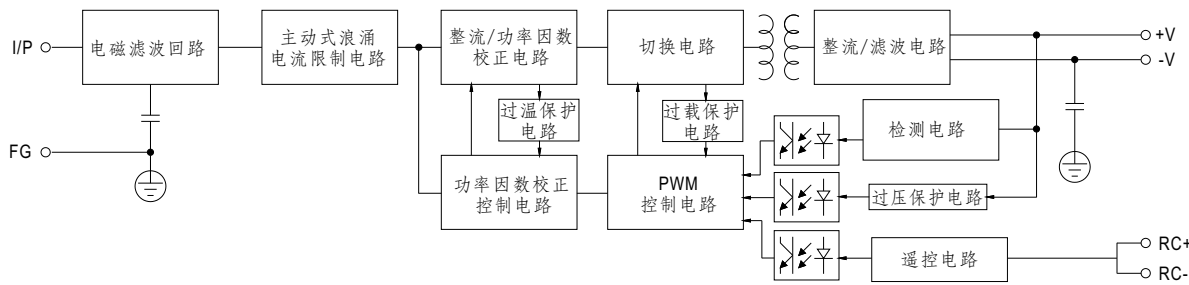 I/P
电磁滤波回路
主动式浪涌
电流限制电路
整流/功率因数
校正电路
切换电路
整流/滤波电路
+V
-V
过温保护
电路
过载保护
电路
检测电路
FG
功率因数校正
控制电路
PWM
控制电路
过压保护电路
遥控电路
RC+
RC-